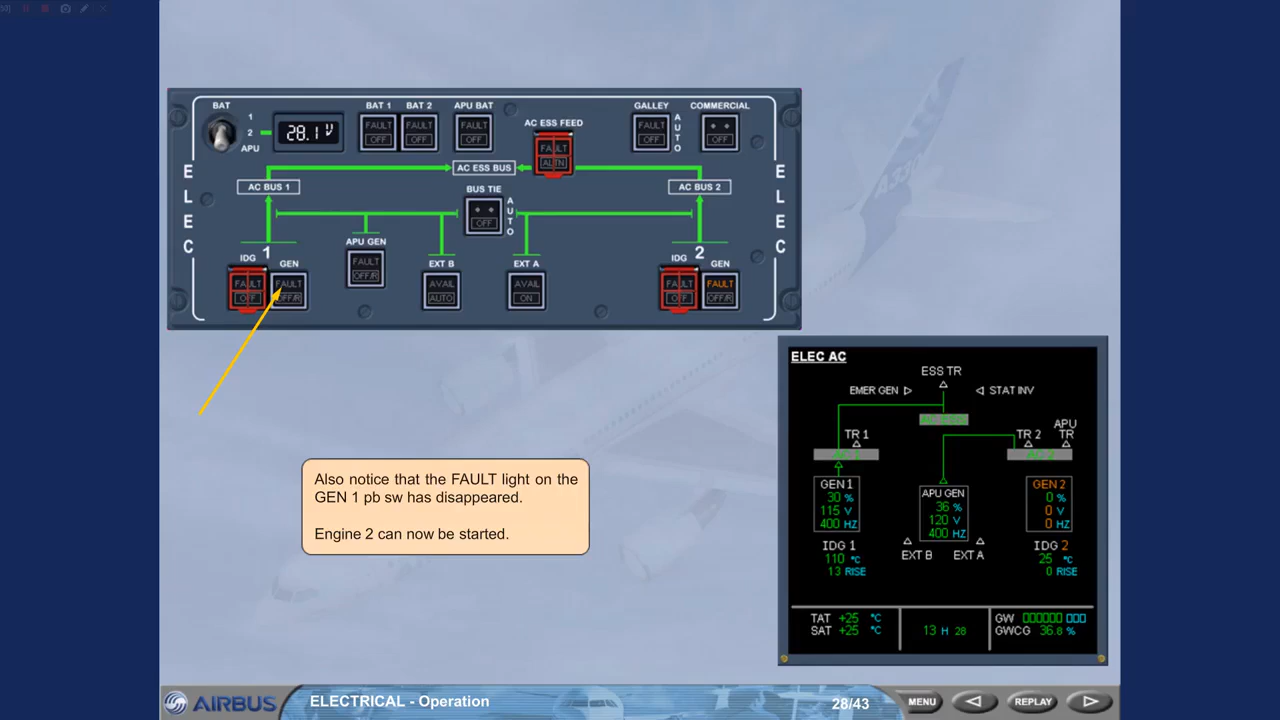 BAT
1
2
APU
28.1 V
BAT 1
BAT 2
APU BAT
FAULT
OFF
FAULT
OFF
FAULT
OFF
AC ESS FEED
FAULT
ALTN
GALLEY
FAULT
OFF
AUTO
COMMERCIAL
OFF
ELEC
ELEC
AC ESS BUS
AC BUS 1
AC BUS 2
BUS TIE
OFF
AUTO
APU GEN
FAULT
OFF/R
EXT B
AVAIL
AUTO
EXT A
AVAIL
ON
IDG
1
GEN
FAULT
OFF
FAULT
OFF/R
IDG
2
GEN
FAULT
OFF
FAULT
OFF/R
Also notice that the FAULT light on the
GEN 1 pb sw has disappeared.
Engine 2 can now be started.
ELEC AC
ESS TR
EMER GEN
STAT INV
TR 1
TR 2
APU
TR
AC 1
AC 2
GEN 1
30 %
115 V
400 HZ
APU GEN
36 %
120 V
400 HZ
GEN 2
0 %
0 V
0 HZ
IDG 1
110 °C
13 RISE
EXT B
EXT A
IDG 2
25 °C
0 RISE
TAT +25 °C
SAT +25 °C
13 H 28
GW
GWCG 36.8 %
AIRBUS
ELECTRICAL - Operation
28/43
MENU
REPLAY